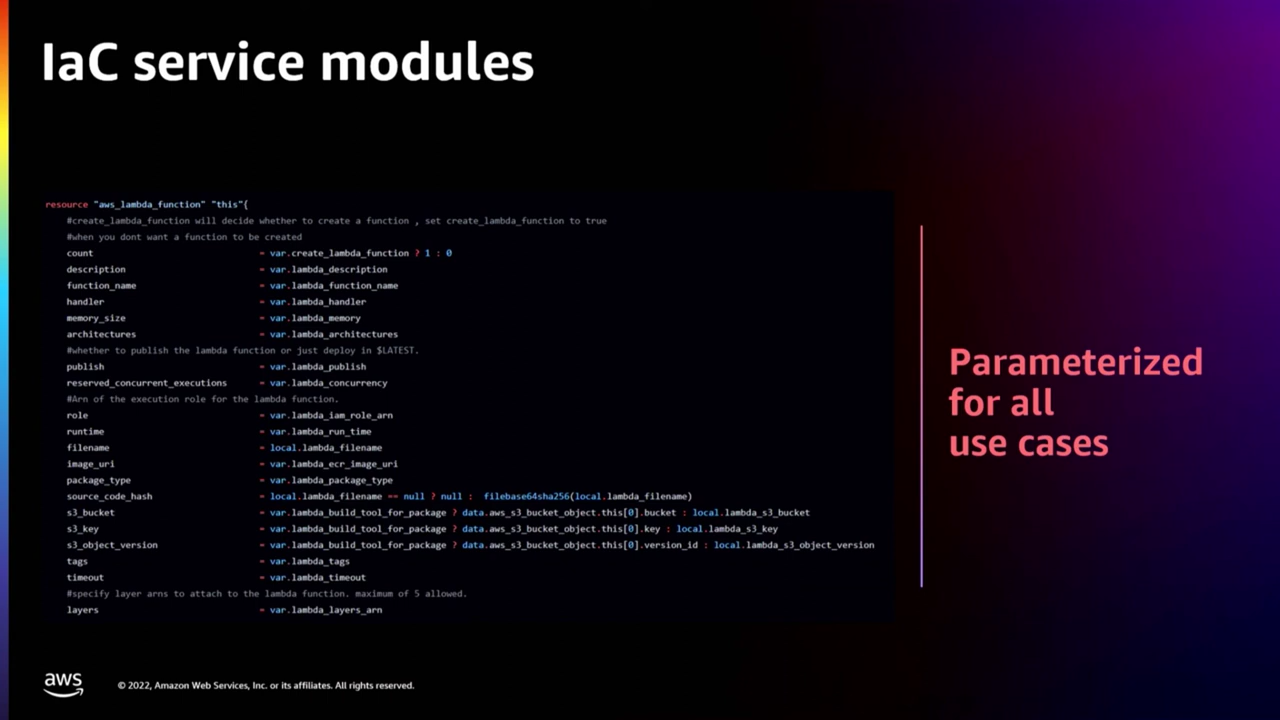 IaC service modules
resource "aws_lambda_function" "this"{
#create_lambda_function will decide whether to create a function , set create_lambda_function to true
#when you dont want a function to be created
count = var.create_lambda_function ? 1 : 0
description = var.lambda_description
function_name = var.lambda_function_name
handler = var.lambda_handler
memory_size = var.lambda_memory
architectures = var.lambda_architectures
#whether to publish the lambda function or just deploy in $LATEST.
publish = var.lambda_publish
reserved_concurrent_executions = var.lambda_concurrency
#Arn of the execution role for the lambda function.
role = var.lambda_iam_role_arn
runtime = var.lambda_run_time
filename = local.lambda_filename
image_uri = var.lambda_ecr_image_uri
package_type = var.lambda_package_type
source_code_hash = local.lambda_filename == null ? null : filebase64sha256(local.lambda_filename)
s3_bucket = var.lambda_build_tool_for_package ? data.aws_s3_bucket_object.this[0].bucket : local.lambda_s3_bucket
s3_key = var.lambda_build_tool_for_package ? data.aws_s3_bucket_object.this[0].key : local.lambda_s3_key
s3_object_version = var.lambda_build_tool_for_package ? data.aws_s3_bucket_object.this[0].version_id : local.lambda_s3_object_version
tags = var.lambda_tags
timeout = var.lambda_timeout
#specify layer arns to attach to the lambda function. maximum of 5 allowed.
layers = var.lambda_layers_arn
Parameterized
for all
use cases
aws
© 2022, Amazon Web Services, Inc. or its affiliates. All rights reserved.